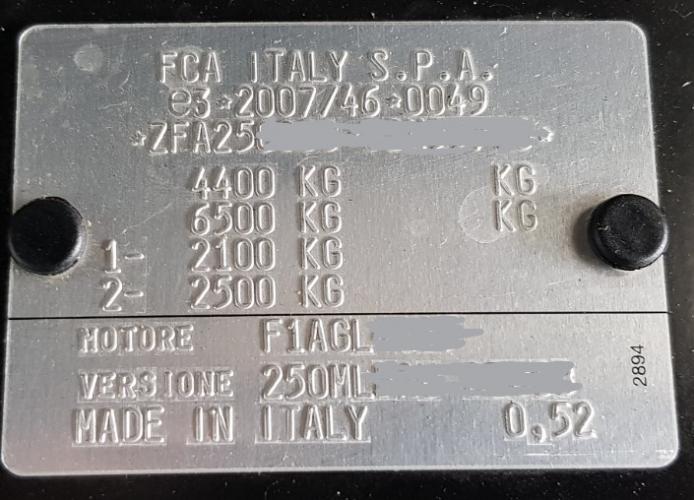 FCA ITALY S.P.A.
e3*2007/46*0049
*ZFA25
4400 KG KG
6500 KG KG
1- 2100 KG
2- 2500 KG
MOTORE F1AGL
VERSIONE 250ML
2894
MADE IN ITALY 0,52